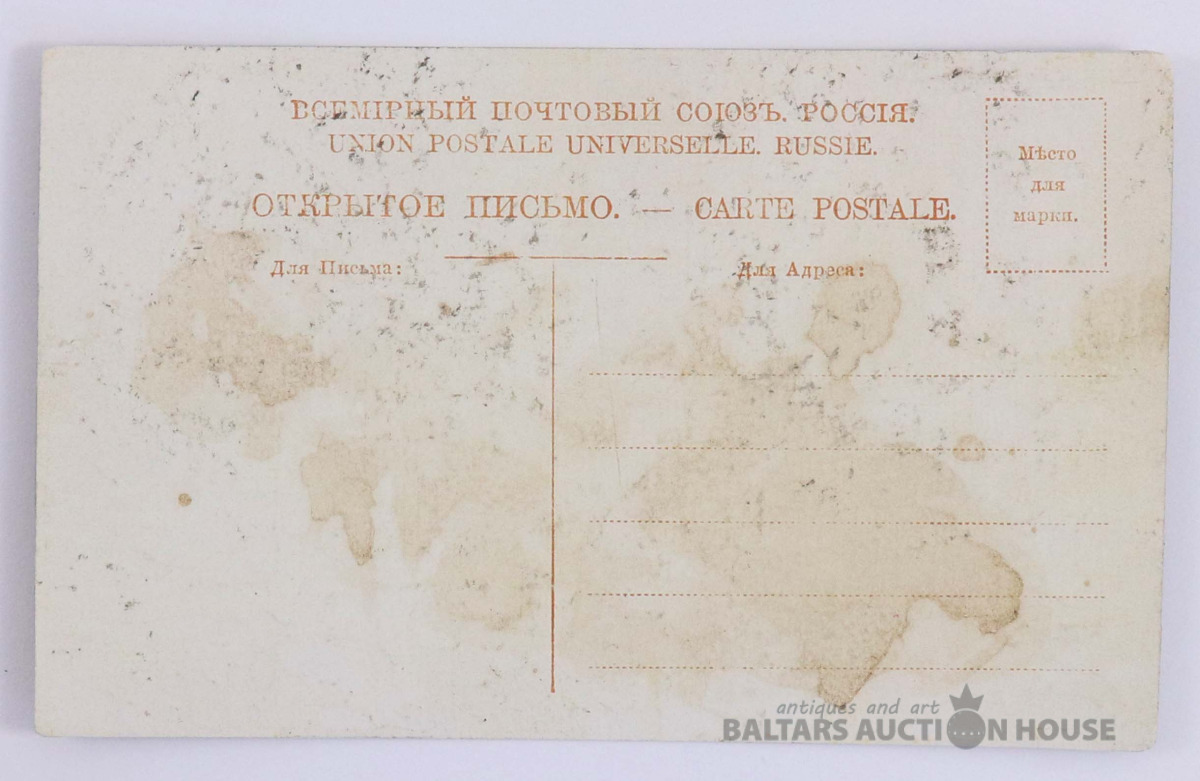 ВСЕМІРНЫЙ ПОЧТОВЫЙ СОЮЗЪ. РОССІЯ.
UNION POSTALE UNIVERSELLE. RUSSIE.
ОТКРЫТОЕ ПИСЬМО. — CARTE POSTALE.
Мѣсто
для
марки.
Для Письма:
Для Адреса:
antiques and art
BALTARS AUCTION HOUSE